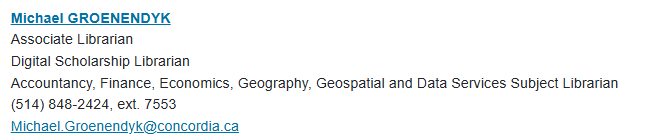 Michael GROENENDYK
Associate Librarian
Digital Scholarship Librarian
Accountancy, Finance, Economics, Geography, Geospatial and Data Services Subject Librarian
(514) 848-2424, ext. 7553
Michael.Groenendyk@concordia.ca